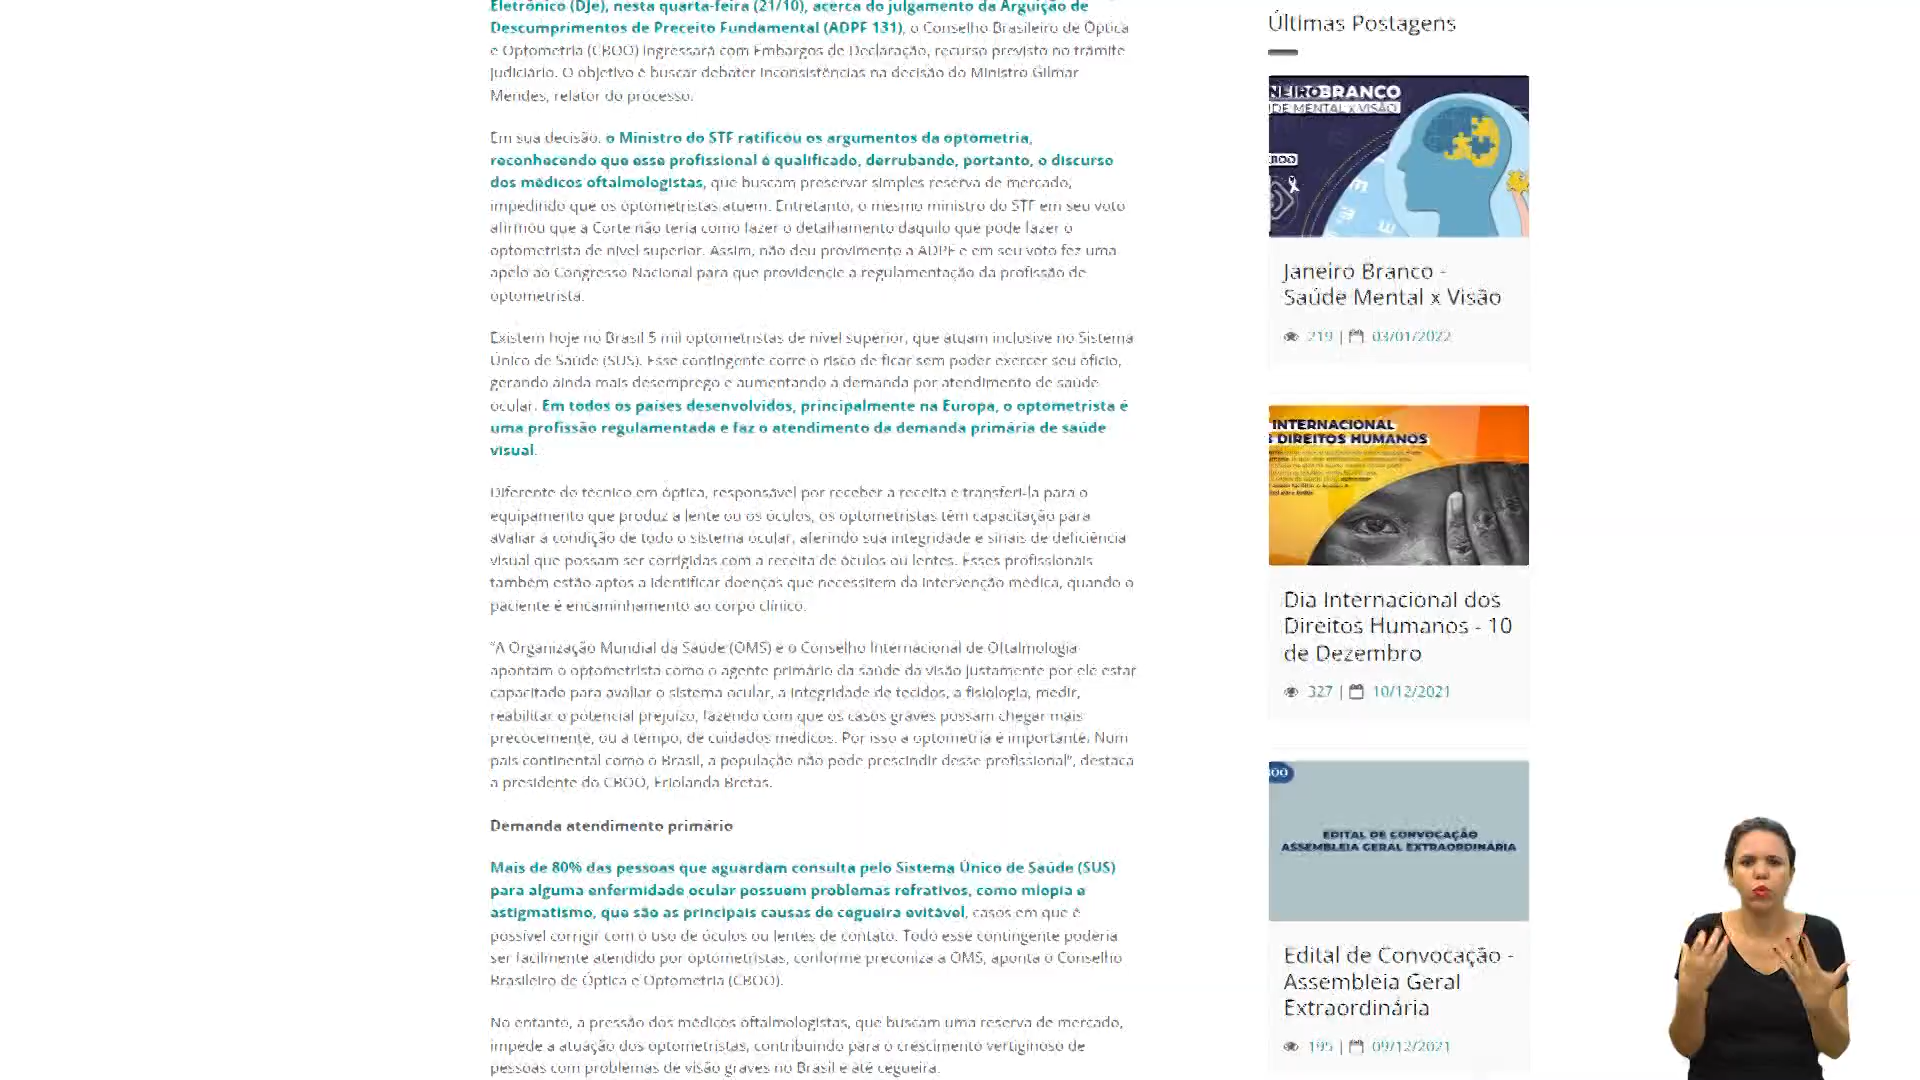 Eletrônico (DJe), nesta quarta-feira (21/10), acerca do julgamento da Arguição de
Descumprimentos de Preceito Fundamental (ADPF 131), o Conselho Brasileiro de Óptica
e Optometria (CBOO) ingressará com Embargos de Declaração, recurso previsto no trâmite
judiciário. O objetivo é buscar debater inconsistências na decisão do Ministro Gilmar
Mendes, relator do processo.
Em sua decisão, o Ministro do STF ratificou os argumentos da optometria,
reconhecendo que esse profissional é qualificado, derrubando, portanto, o discurso
dos médicos oftalmologistas, que buscam preservar simples reserva de mercado,
impedindo que os optometristas atuem. Entretanto, o mesmo ministro do STF em seu voto
afirmou que a Corte não teria como fazer o detalhamento daquilo que pode fazer o
optometrista de nível superior. Assim, não deu provimento a ADPF e em seu voto fez uma
apelo ao Congresso Nacional para que providencie a regulamentação da profissão de
optometrista.
Existem hoje no Brasil 5 mil optometristas de nível superior, que atuam inclusive no Sistema
Único de Saúde (SUS). Esse contingente corre o risco de ficar sem poder exercer seu ofício,
gerando ainda mais desemprego e aumentando a demanda por atendimento de saúde
ocular. Em todos os países desenvolvidos, principalmente na Europa, o optometrista é
uma profissão regulamentada e faz o atendimento da demanda primária de saúde
visual.
Diferente do técnico em óptica, responsável por receber a receita e transferi-la para o
equipamento que produz a lente ou os óculos, os optometristas têm capacitação para
avaliar a condição de todo o sistema ocular, aferindo sua integridade e sinais de deficiência
visual que possam ser corrigidas com a receita de óculos ou lentes. Esses profissionais
também estão aptos a identificar doenças que necessitem da intervenção médica, quando o
paciente é encaminhamento ao corpo clínico.
“A Organização Mundial da Saúde (OMS) e o Conselho Internacional de Oftalmologia
apontam o optometrista como o agente primário da saúde da visão justamente por ele estar
capacitado para avaliar o sistema ocular, a integridade de tecidos, a fisiologia, medir,
reabilitar o potencial prejuízo, fazendo com que os casos graves possam chegar mais
precocemente, ou a tempo, de cuidados médicos. Por isso a optometria é importante. Num
país continental como o Brasil, a população não pode prescindir desse profissional”, destaca
a presidente do CBOO, Eriolanda Bretas.
Demanda atendimento primário
Mais de 80% das pessoas que aguardam consulta pelo Sistema Único de Saúde (SUS)
para alguma enfermidade ocular possuem problemas refrativos, como miopia e
astigmatismo, que são as principais causas de cegueira evitável, casos em que é
possível corrigir com o uso de óculos ou lentes de contato. Todo esse contingente poderia
ser facilmente atendido por optometristas, conforme preconiza a OMS, aponta o Conselho
Brasileiro de Óptica e Optometria (CBOO).
No entanto, a pressão dos médicos oftalmologistas, que buscam uma reserva de mercado,
impede a atuação dos optometristas, contribuindo para o crescimento vertiginoso de
pessoas com problemas de visão graves no Brasil e até cegueira.
Últimas Postagens
NEIROBRANCO
DE MENTAL x VISÃO
Janeiro Branco -
Saúde Mental x Visão
219 | 03/01/2022
INTERNACIONAL
S DIREITOS HUMANOS
Dia Internacional dos
Direitos Humanos - 10
de Dezembro
327 | 10/12/2021
EDITAL DE CONVOCAÇÃO
ASSEMBLEIA GERAL EXTRAORDINÁRIA
Edital de Convocação -
Assembleia Geral
Extraordinária
195 | 09/12/2021